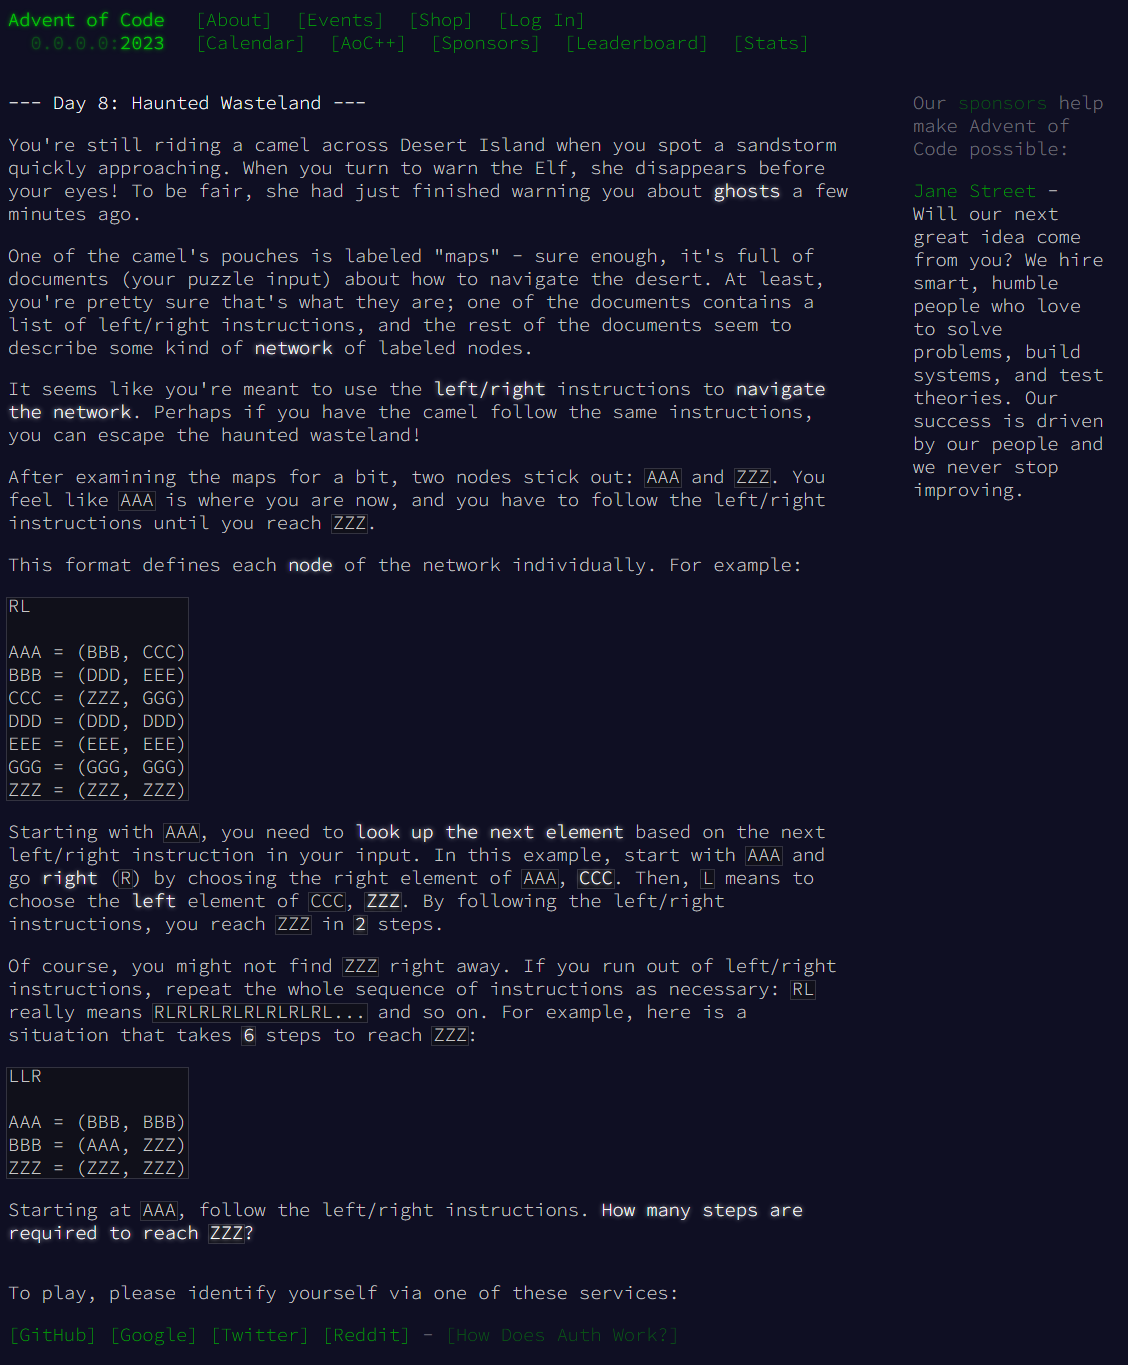 Advent of Code [About] [Events] [Shop] [Log In]
0.0.0.0:2023 [Calendar] [AoC++] [Sponsors] [Leaderboard] [Stats]
--- Day 8: Haunted Wasteland ---
You're still riding a camel across Desert Island when you spot a sandstorm
quickly approaching. When you turn to warn the Elf, she disappears before
your eyes! To be fair, she had just finished warning you about ghosts a few
minutes ago.
One of the camel's pouches is labeled "maps" - sure enough, it's full of
documents (your puzzle input) about how to navigate the desert. At least,
you're pretty sure that's what they are; one of the documents contains a
list of left/right instructions, and the rest of the documents seem to
describe some kind of network of labeled nodes.
It seems like you're meant to use the left/right instructions to navigate
the network. Perhaps if you have the camel follow the same instructions,
you can escape the haunted wasteland!
After examining the maps for a bit, two nodes stick out: AAA and ZZZ. You
feel like AAA is where you are now, and you have to follow the left/right
instructions until you reach ZZZ.
This format defines each node of the network individually. For example:
RL
AAA = (BBB, CCC)
BBB = (DDD, EEE)
CCC = (ZZZ, GGG)
DDD = (DDD, DDD)
EEE = (EEE, EEE)
GGG = (GGG, GGG)
ZZZ = (ZZZ, ZZZ)
Starting with AAA, you need to look up the next element based on the next
left/right instruction in your input. In this example, start with AAA and
go right (R) by choosing the right element of AAA, CCC. Then, L means to
choose the left element of CCC, ZZZ. By following the left/right
instructions, you reach ZZZ in 2 steps.
Of course, you might not find ZZZ right away. If you run out of left/right
instructions, repeat the whole sequence of instructions as necessary: RL
really means RLRLRLRLRLRLRLRL... and so on. For example, here is a
situation that takes 6 steps to reach ZZZ:
LLR
AAA = (BBB, BBB)
BBB = (AAA, ZZZ)
ZZZ = (ZZZ, ZZZ)
Starting at AAA, follow the left/right instructions. How many steps are
required to reach ZZZ?
To play, please identify yourself via one of these services:
[GitHub] [Google] [Twitter] [Reddit] - [How Does Auth Work?]
Our sponsors help
make Advent of
Code possible:
Jane Street -
Will our next
great idea come
from you? We hire
smart, humble
people who love
to solve
problems, build
systems, and test
theories. Our
success is driven
by our people and
we never stop
improving.